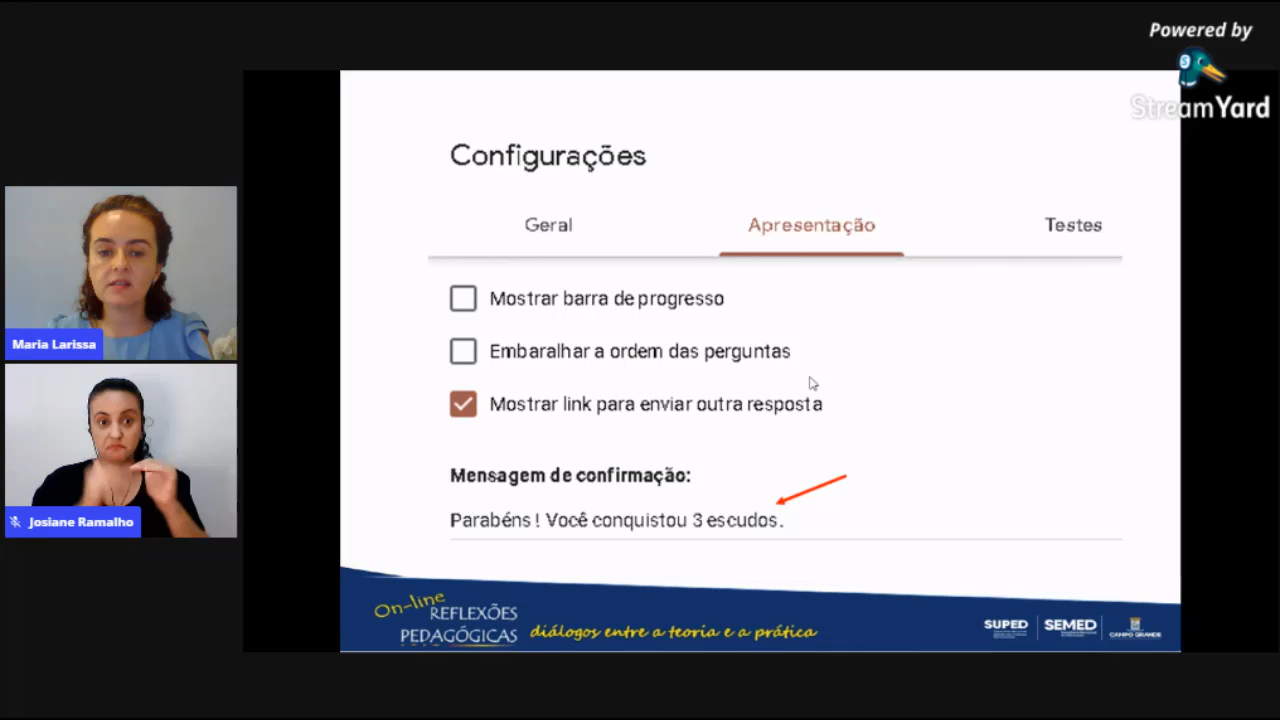 Powered by
StreamYard
Configurações
Geral
Apresentação
Testes
Mostrar barra de progresso
Embaralhar a ordem das perguntas
Mostrar link para enviar outra resposta
Mensagem de confirmação:
Parabéns ! Você conquistou 3 escudos.
Maria Larissa
Josiane Ramalho
On-line
REFLEXÕES
PEDAGÓGICAS
diálogos entre a teoria e a prática
SUPED
SEMED
CAMPO GRANDE